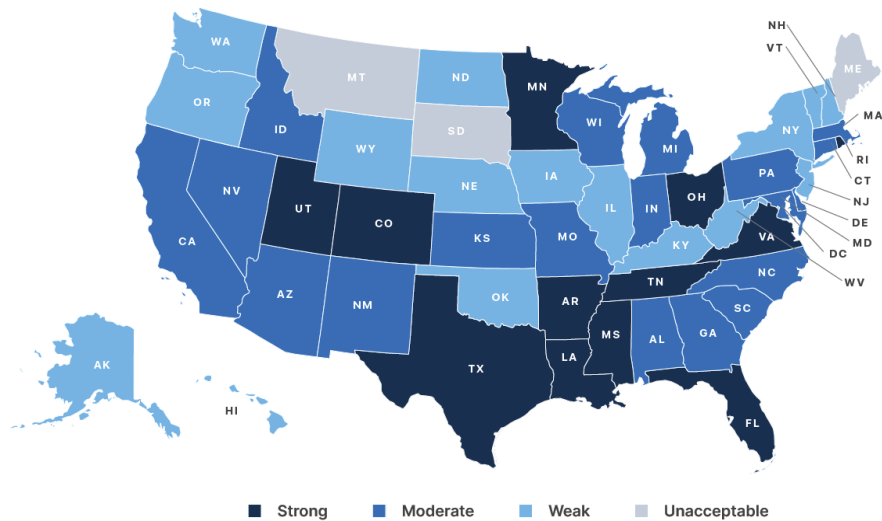 NH
VT
WA
MT
ND
MN
ME
OR
ID
SD
WI
MI
NY
MA
WY
RI
CT
NJ
DE
MD
DC
WV
IA
NE
PA
NV
UT
CO
IL
IN
OH
CA
KS
MO
KY
VA
AZ
NM
OK
AR
TN
NC
SC
MS
AL
GA
TX
LA
FL
AK
HI
Strong
Moderate
Weak
Unacceptable